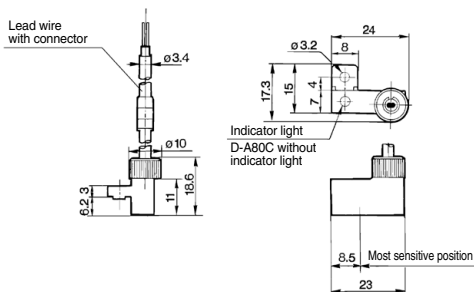 Lead wire
with connector
ø3.4
ø10
18.6
11
3
6.2
24
ø3.2
8
17.3
15
4
7
Indicator light
D-A80C without
indicator light
8.5
Most sensitive position
23